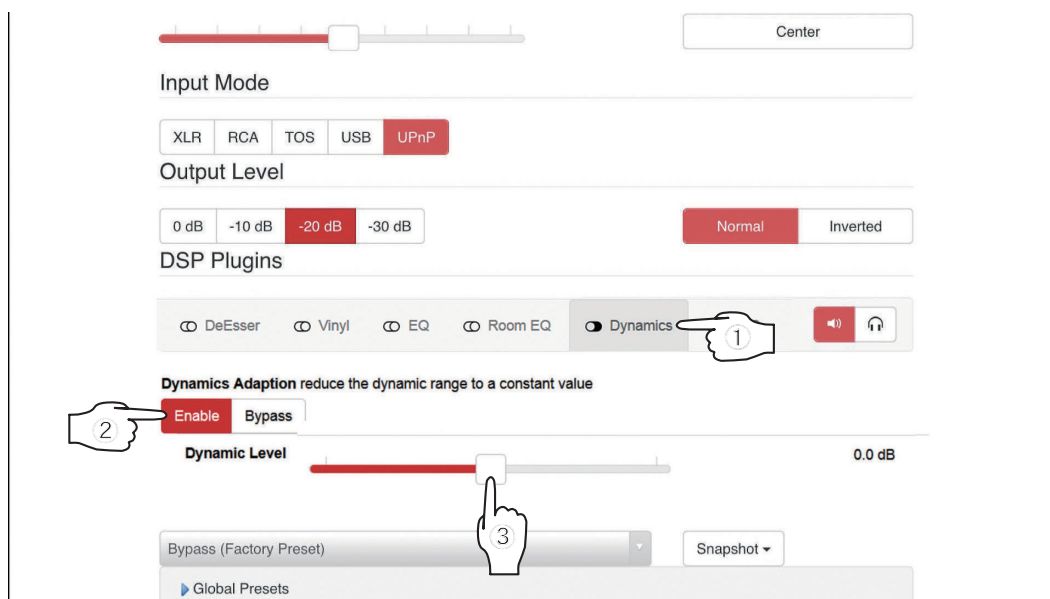 Center
Input Mode
XLR RCA TOS USB UPnP
Output Level
0 dB -10 dB -20 dB -30 dB Normal Inverted
DSP Plugins
DeEsser Vinyl EQ Room EQ Dynamics ①
Dynamics Adaption reduce the dynamic range to a constant value
② Enable Bypass
Dynamic Level 0.0 dB
③
Bypass (Factory Preset) Snapshot
Global Presets